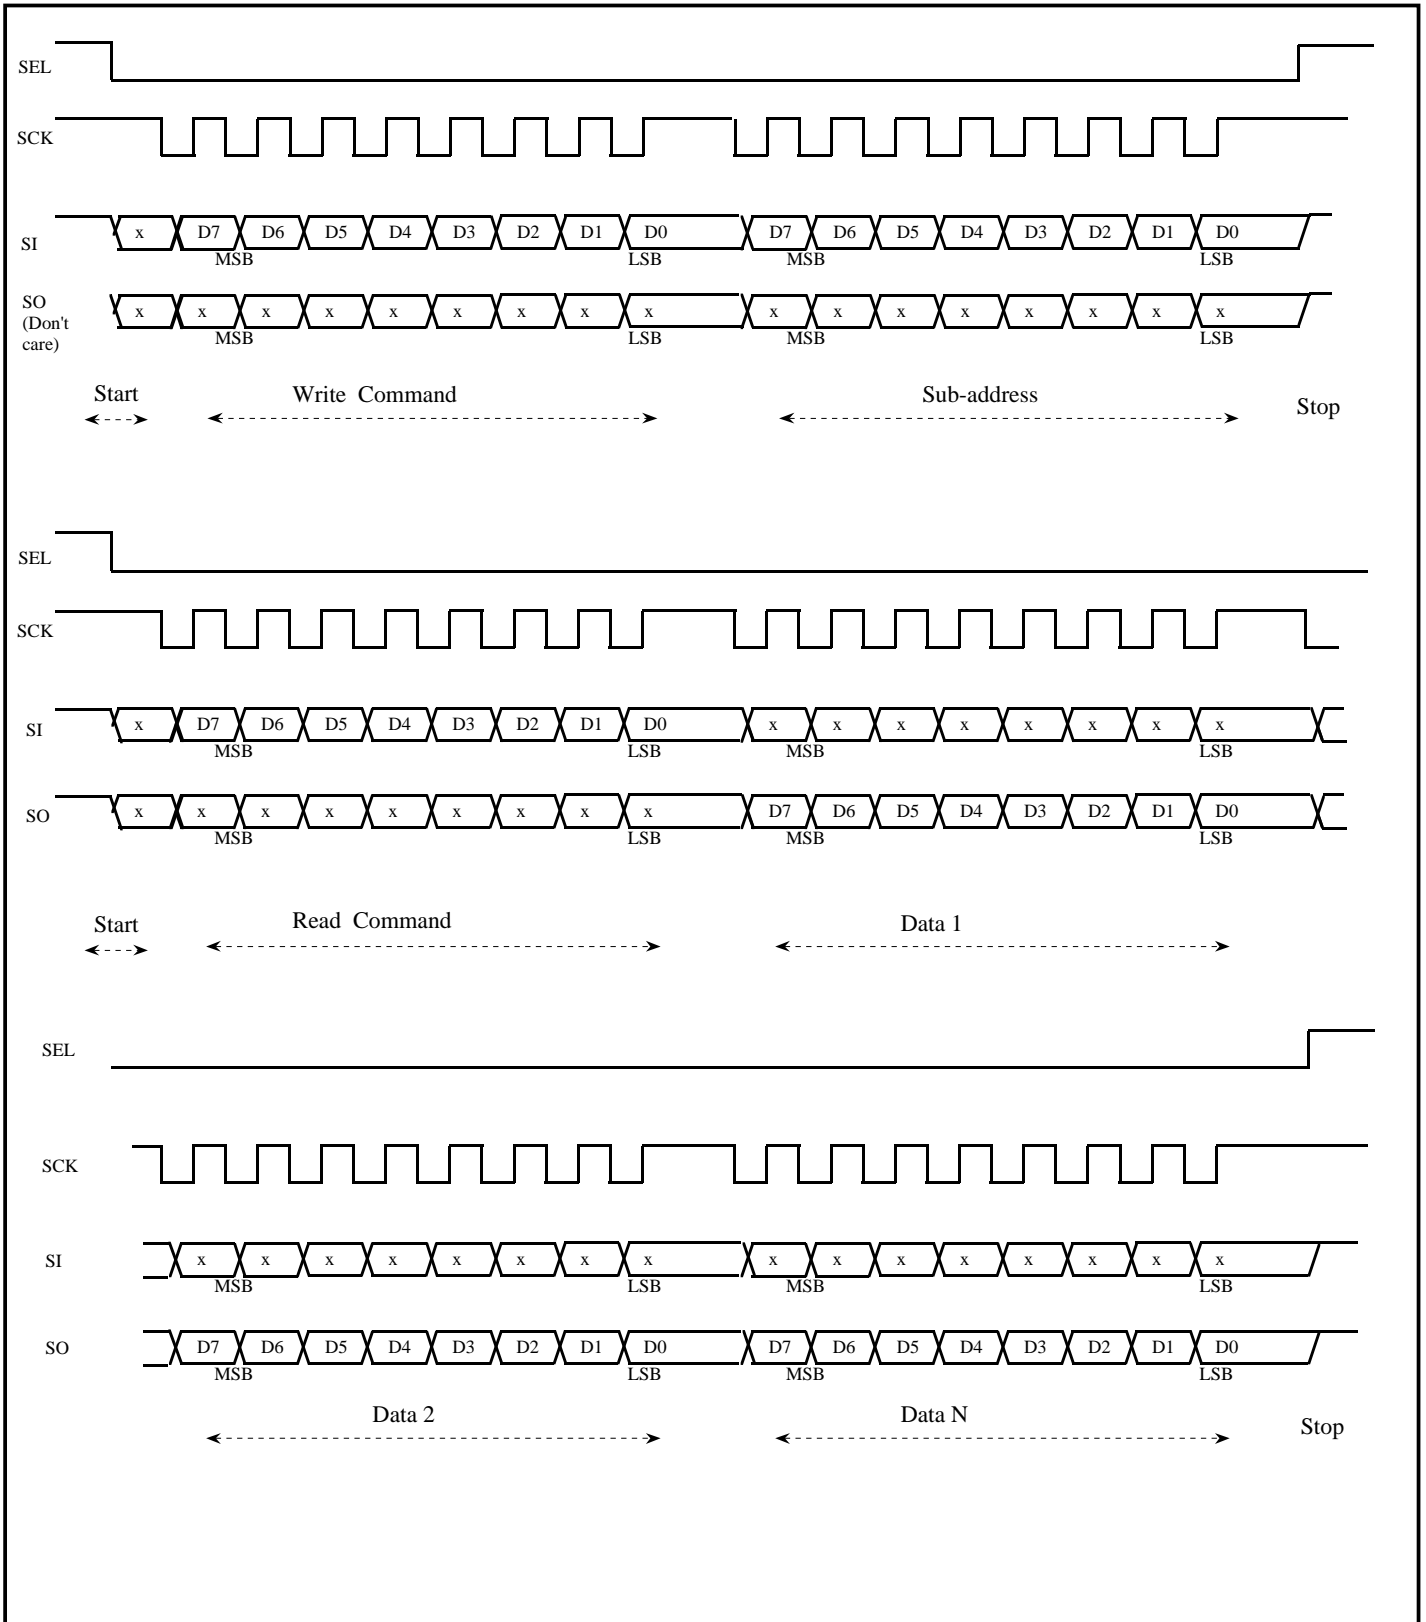 SEL
SCK
SI x D7 D6 D5 D4 D3 D2 D1 D0 D7 D6 D5 D4 D3 D2 D1 D0
MSB LSB MSB LSB
SO
(Don't
care)
x x x x x x x x x x x x x x x x x
MSB LSB MSB LSB
Start Write Command Sub-address Stop
SEL
SCK
SI x D7 D6 D5 D4 D3 D2 D1 D0 x x x x x x x x
MSB LSB MSB LSB
SO x x x x x x x x x D7 D6 D5 D4 D3 D2 D1 D0
MSB LSB MSB LSB
Start Read Command Data 1
SEL
SCK
SI x x x x x x x x x x x x x x x x
MSB LSB MSB LSB
SO D7 D6 D5 D4 D3 D2 D1 D0 D7 D6 D5 D4 D3 D2 D1 D0
MSB LSB MSB LSB
Data 2 Data N Stop